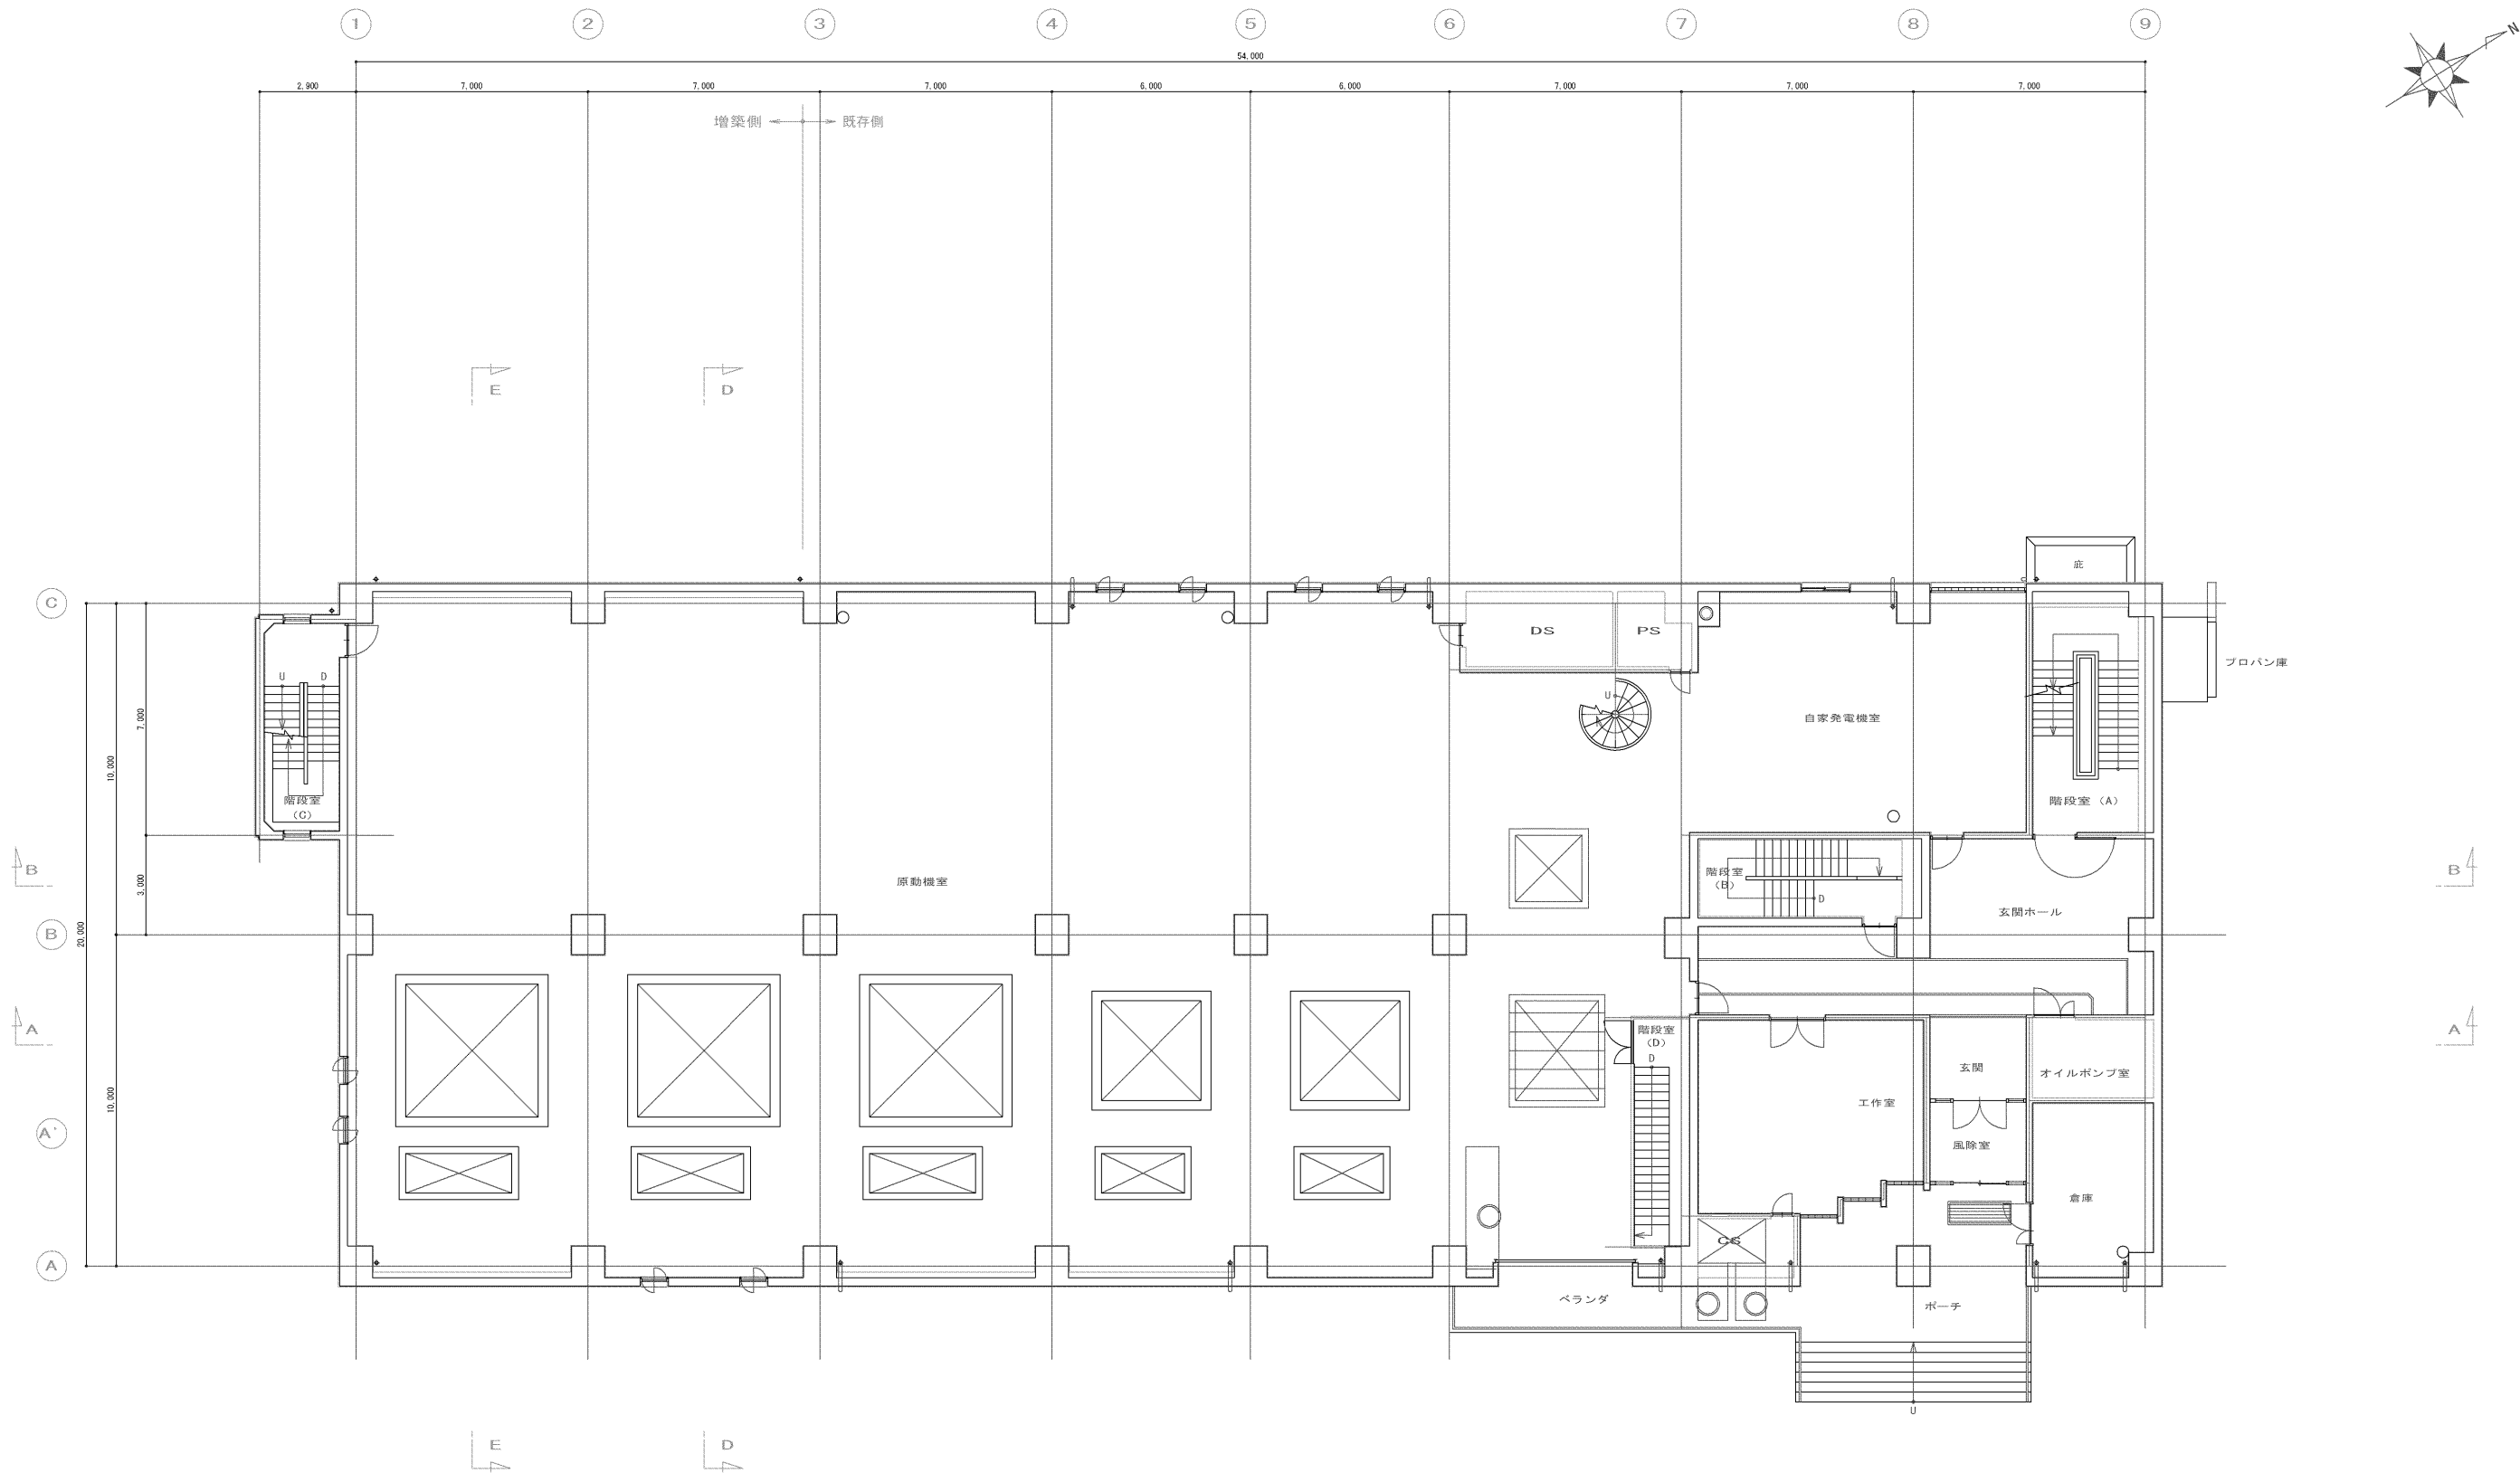 1 2 3 4 5 6 7 8 9
N
54,000
2,900 7,000 7,000 7,000 6,000 6,000 7,000 7,000 7,000
増築側 既存側
E D
庇
C
DS PS
プロパン庫
U D
U
7,000
自家発電機室
10,000
階段室
(C)
階段室 (A)
B
階段室
(B)
D
B
3,000
原動機室
玄関ホール
B
20,000
A
階段室
(D)
D
A
玄関
オイルポンプ室
10,000
工作室
A'
風除室
倉庫
CS
A
ベランダ
ポーチ
U
E D